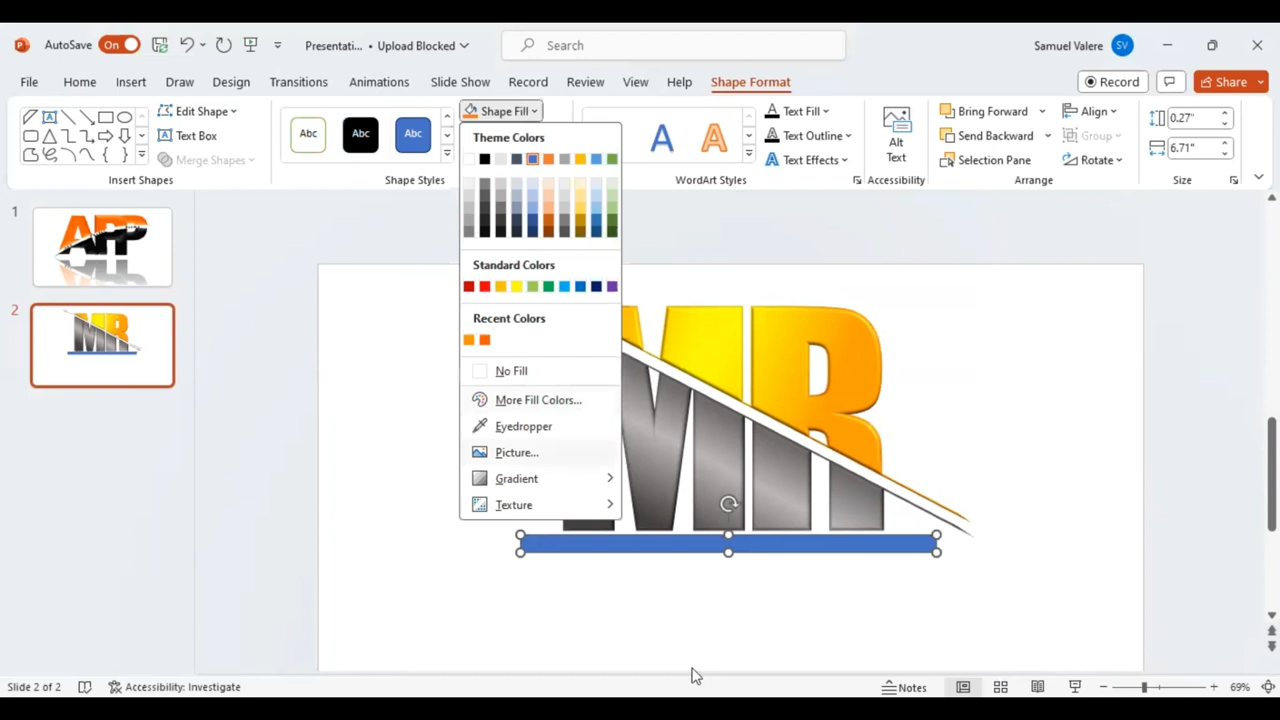 AutoSave On Presentati... • Upload Blocked Search Samuel Valere SV
File Home Insert Draw Design Transitions Animations Slide Show Record Review View Help Shape Format Record Share
Edit Shape
Text Box
Merge Shapes
Insert Shapes
Abc Abc Abc
Shape Styles
Shape Fill
Theme Colors
Standard Colors
Recent Colors
No Fill
More Fill Colors...
Eyedropper
Picture...
Gradient
Texture
A A
Text Fill
Text Outline
Text Effects
WordArt Styles
Alt
Text
Accessibility
Bring Forward
Send Backward
Selection Pane
Align
Group
Rotate
Arrange
0.27"
6.71"
Size
1
APP
2
MR
MR
Slide 2 of 2 Accessibility: Investigate Notes 69%